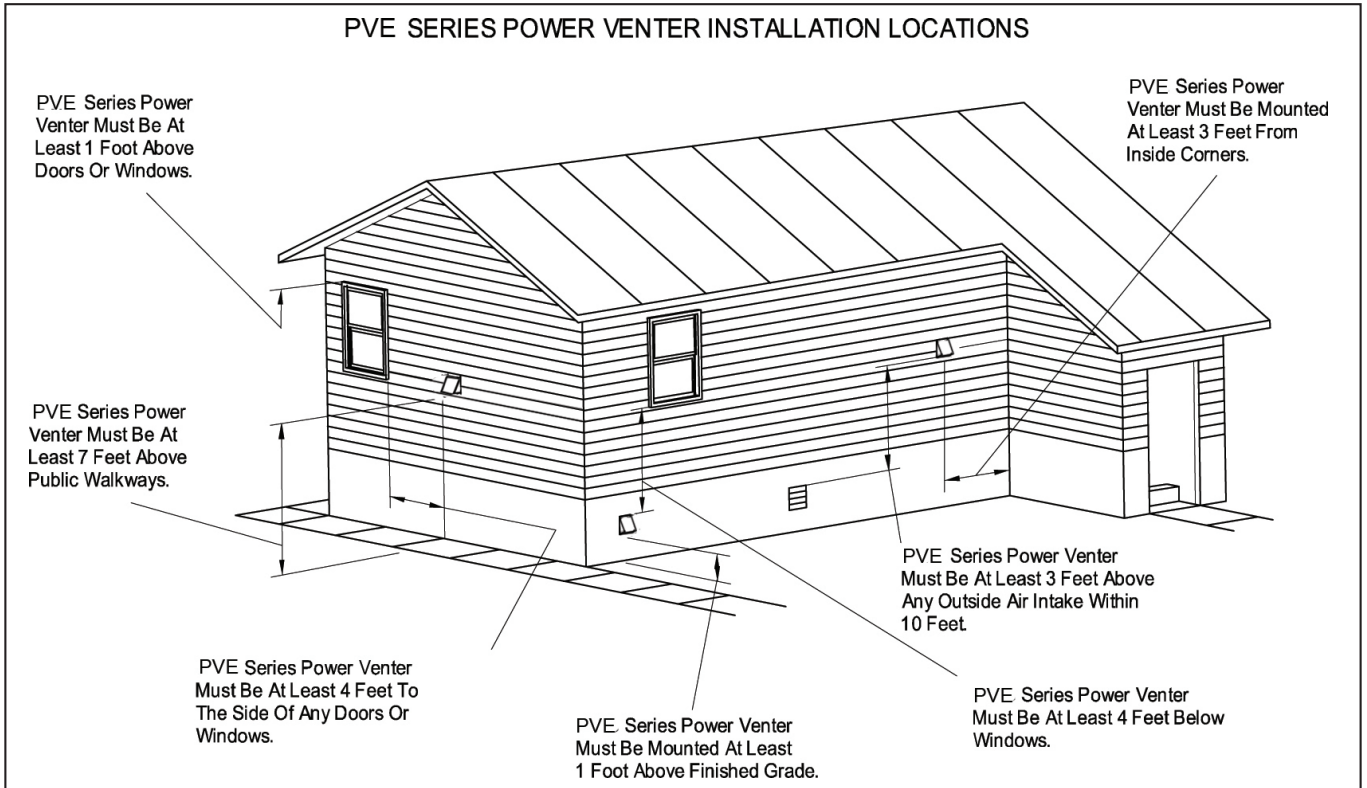 PVE SERIES POWER VENTER INSTALLATION LOCATIONS
PVE Series Power
Venter Must Be At
Least 1 Foot Above
Doors Or Windows.
PVE Series Power
Venter Must Be Mounted
At Least 3 Feet From
Inside Corners.
PVE Series Power
Venter Must Be At
Least 7 Feet Above
Public Walkways.
PVE Series Power Venter
Must Be At Least 3 Feet Above
Any Outside Air Intake Within
10 Feet.
PVE Series Power Venter
Must Be At Least 4 Feet To
The Side Of Any Doors Or
Windows.
PVE Series Power Venter
Must Be Mounted At Least
1 Foot Above Finished Grade.
PVE Series Power Venter
Must Be At Least 4 Feet Below
Windows.